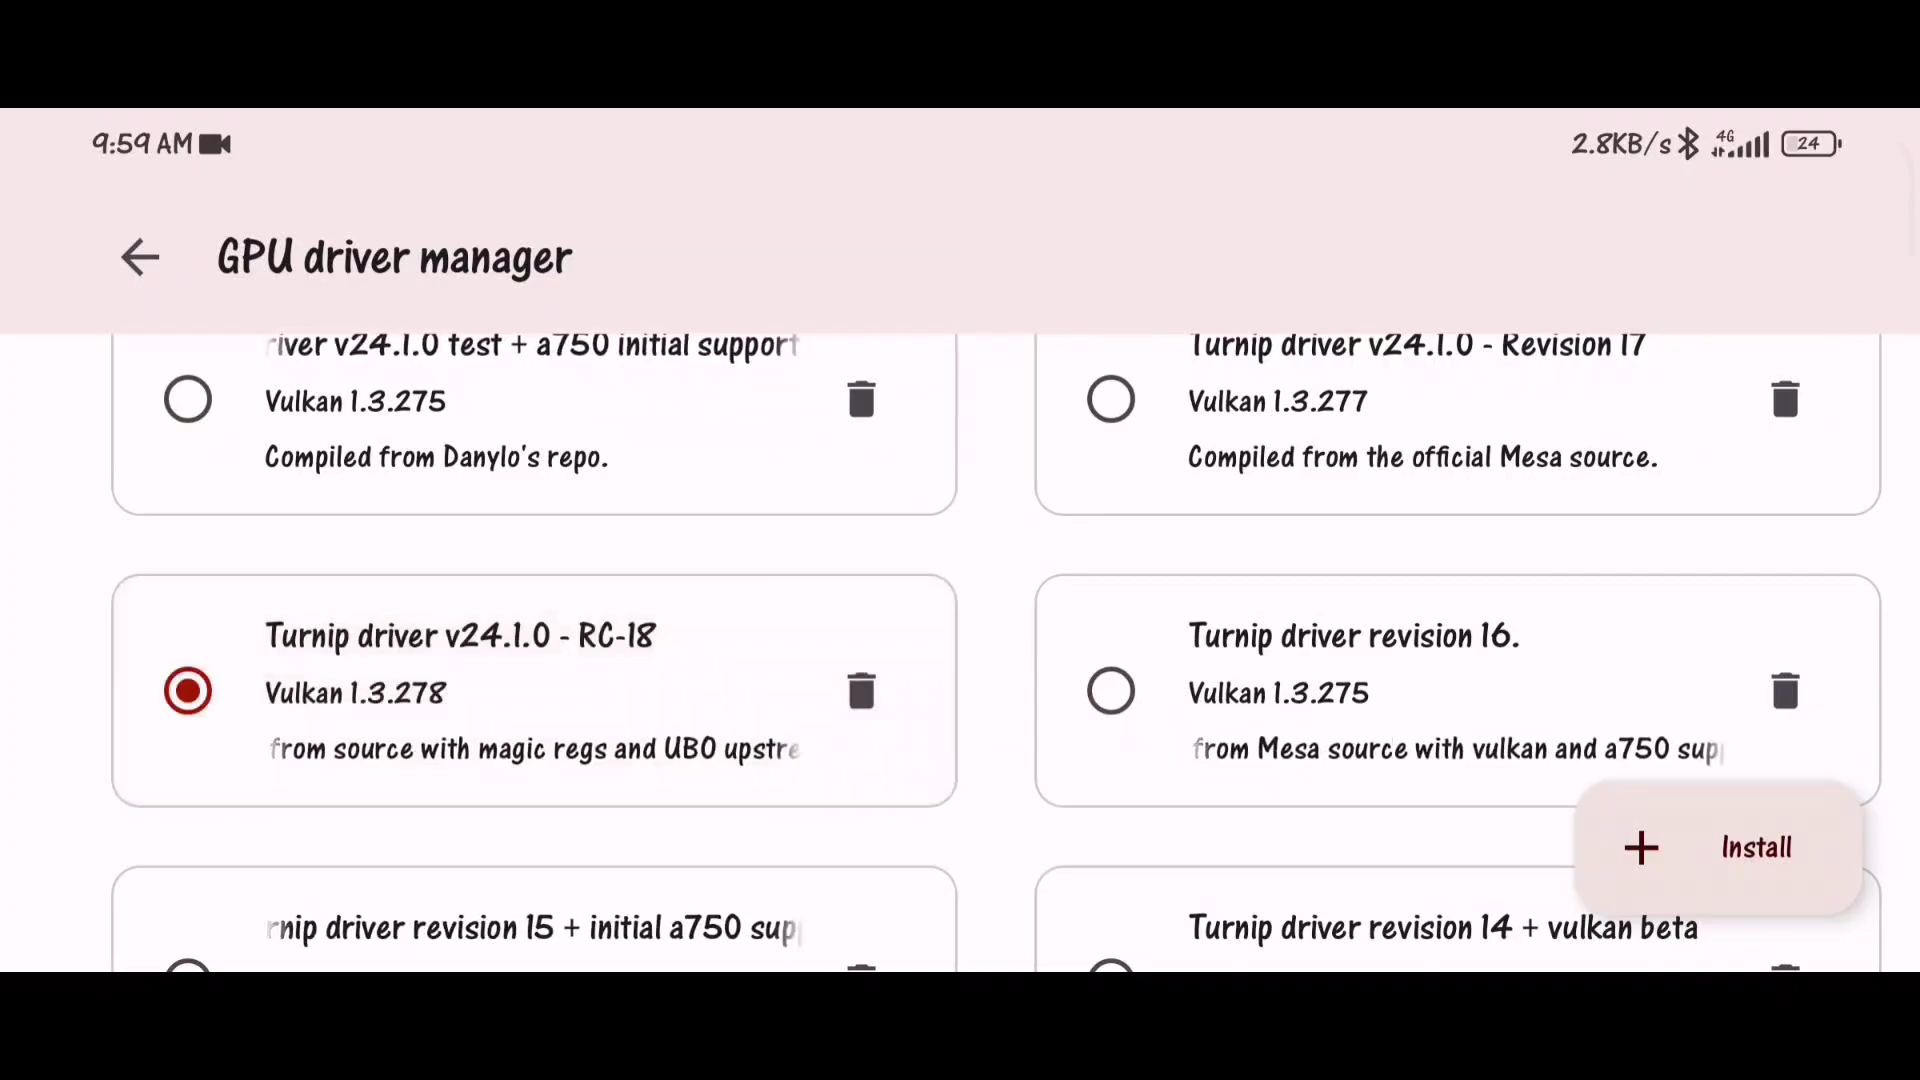 9:59 AM
2.8KB/s 4G 24
GPU driver manager
river v24.1.0 test + a750 initial support
Vulkan 1.3.275
Compiled from Danylo's repo.
Turnip driver v24.1.0 - Revision 17
Vulkan 1.3.277
Compiled from the official Mesa source.
Turnip driver v24.1.0 - RC-18
Vulkan 1.3.278
from source with magic regs and UBO upstre
Turnip driver revision 16.
Vulkan 1.3.275
from Mesa source with vulkan and a750 sup
Install
rnip driver revision 15 + initial a750 sup
Turnip driver revision 14 + vulkan beta